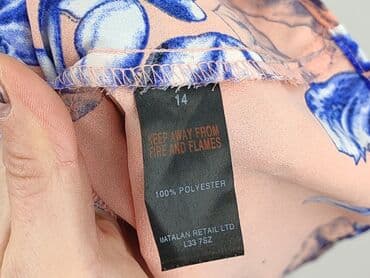 14
KEEP AWAY FROM
FIRE AND FLAMES
100% POLYESTER
MATALAN RETAIL LTD
L33 7SZ